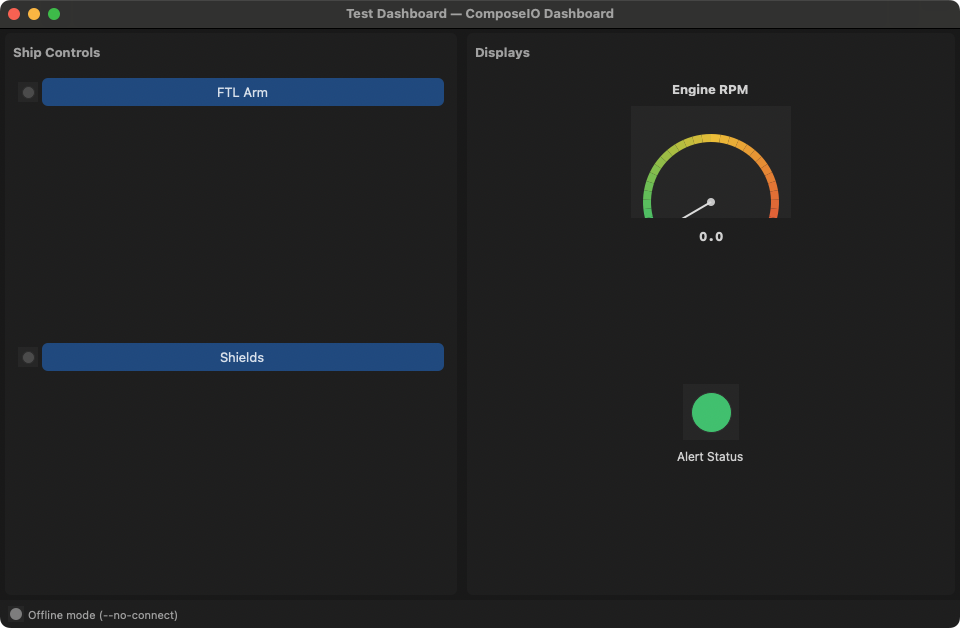 Test Dashboard — ComposeIO Dashboard
Ship Controls
FTL Arm
Shields
Displays
Engine RPM
0.0
Alert Status
Offline mode (--no-connect)